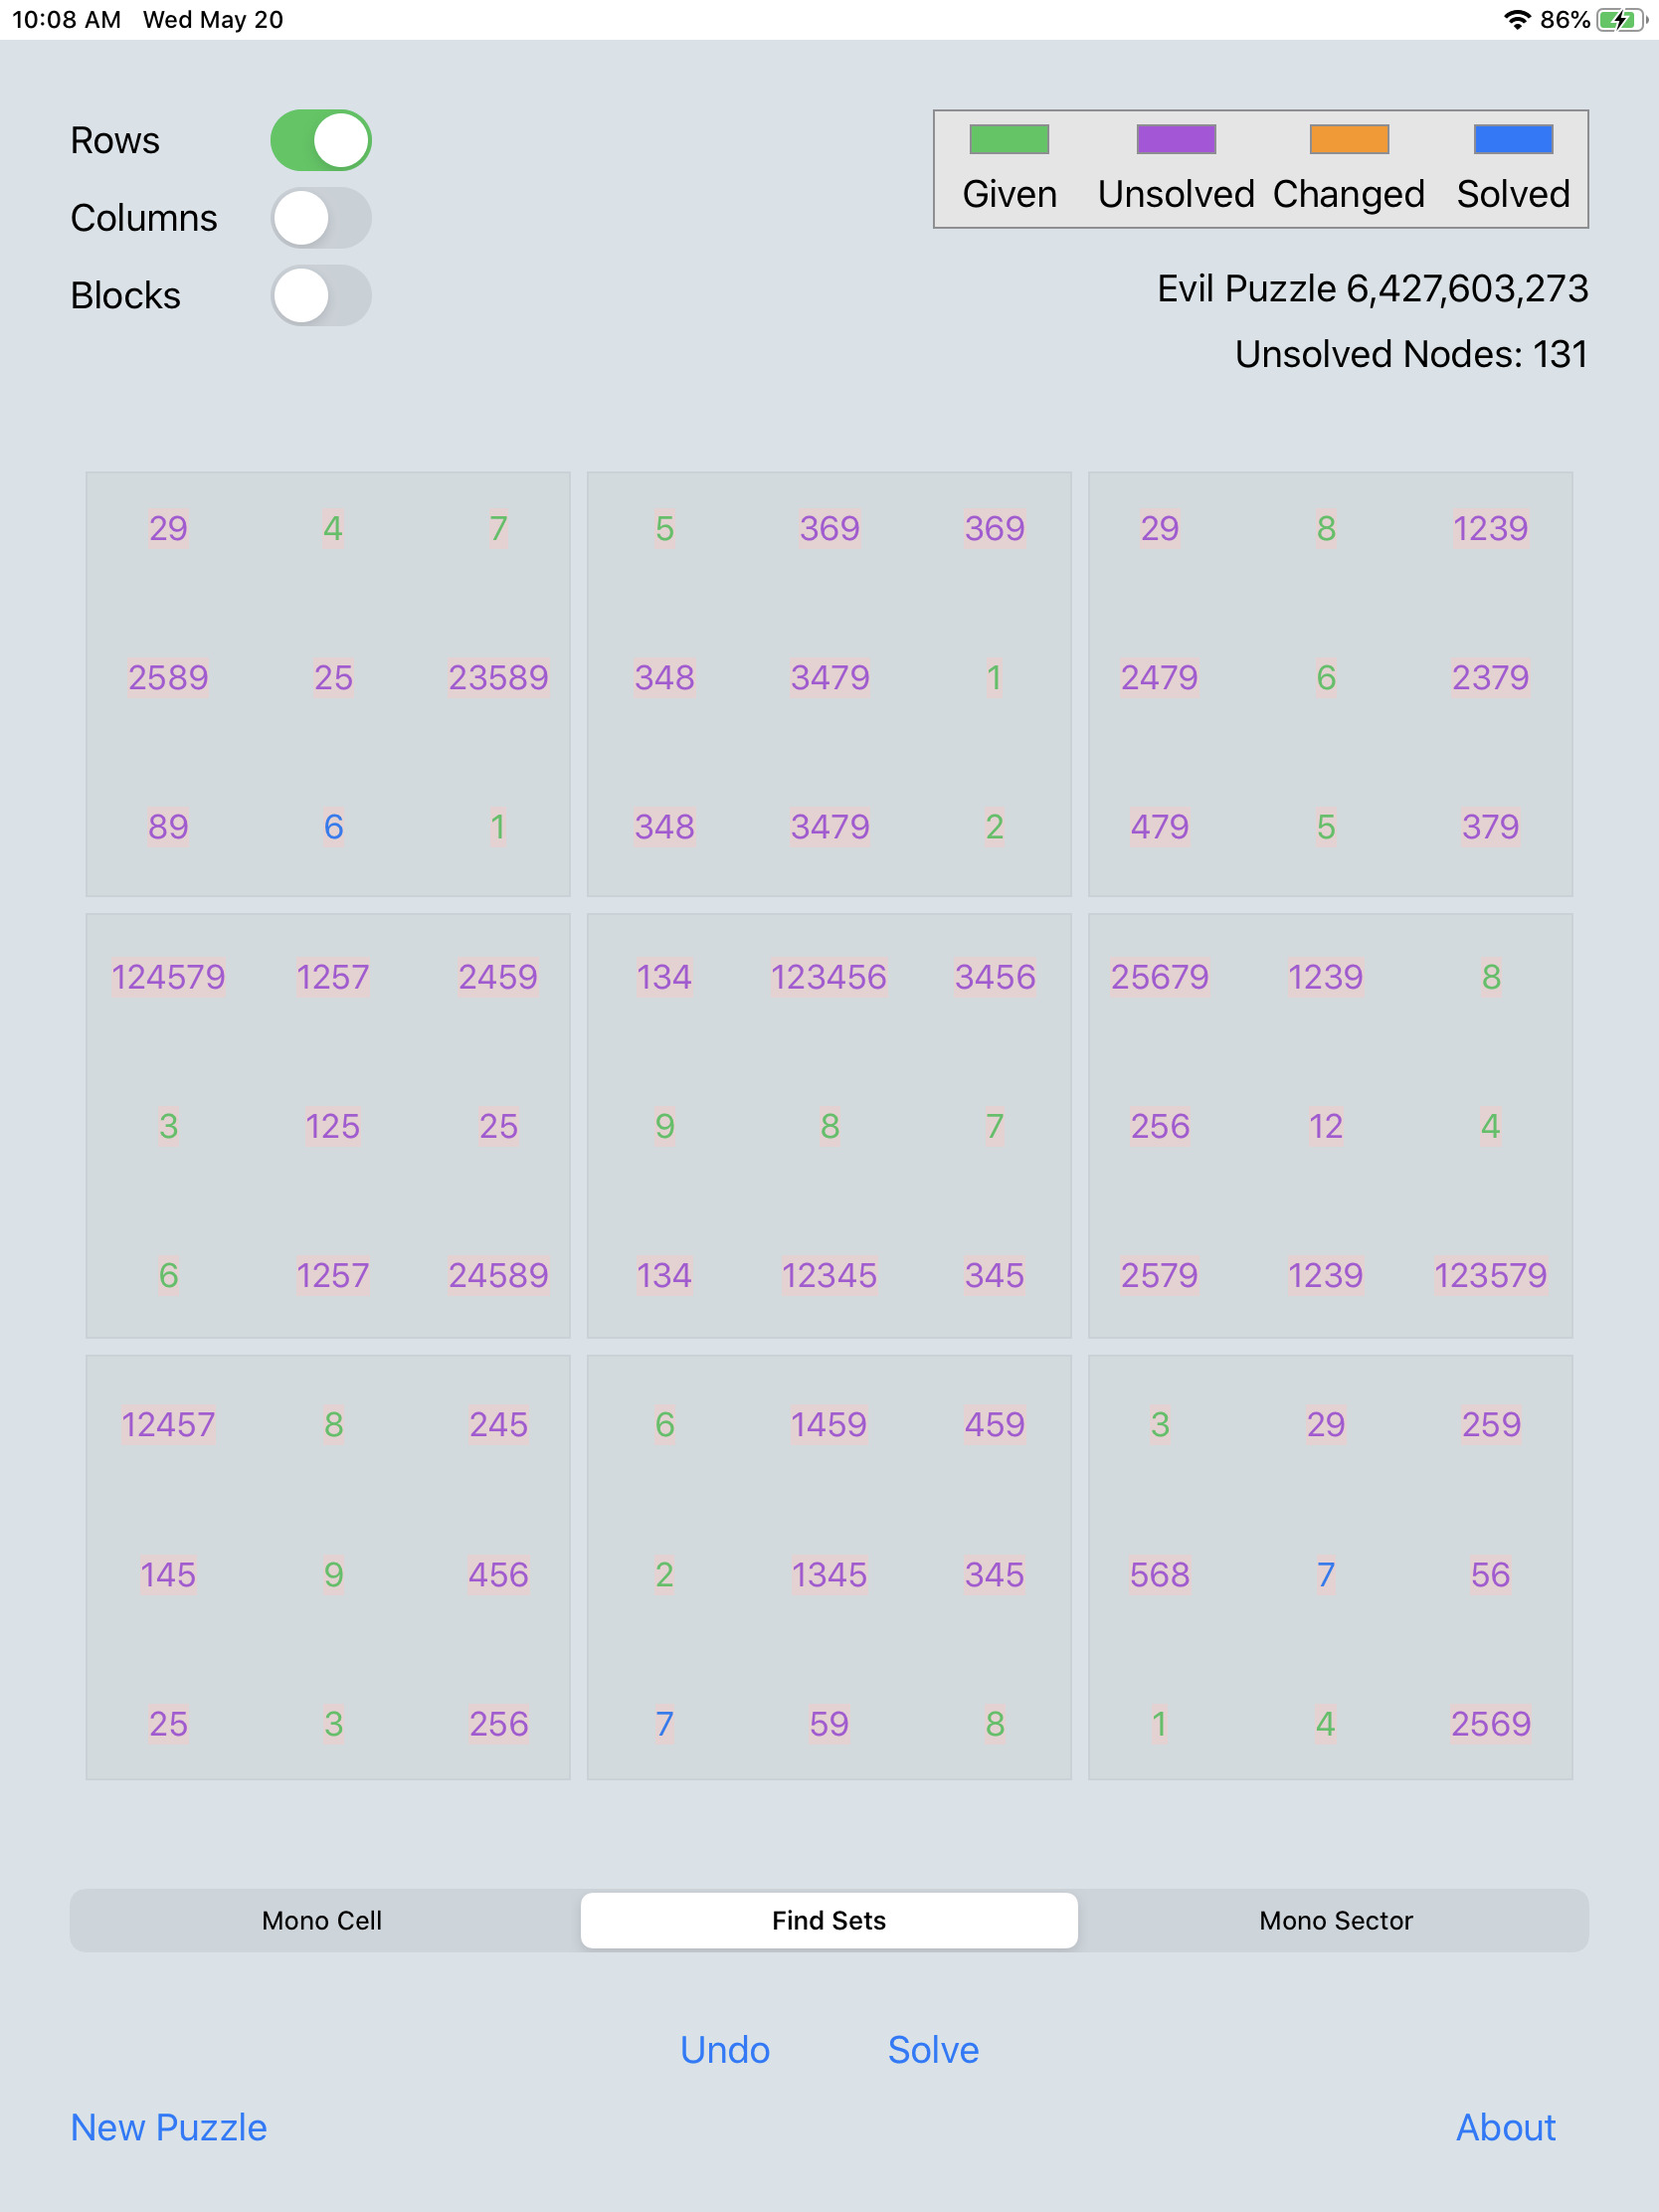 10:08 AM Wed May 20 86%
Rows
Columns
Blocks
Given Unsolved Changed Solved
Evil Puzzle 6,427,603,273
Unsolved Nodes: 131
29 4 7 5 369 369 29 8 1239
2589 25 23589 348 3479 1 2479 6 2379
89 6 1 348 3479 2 479 5 379
124579 1257 2459 134 123456 3456 25679 1239 8
3 125 25 9 8 7 256 12 4
6 1257 24589 134 12345 345 2579 1239 123579
12457 8 245 6 1459 459 3 29 259
145 9 456 2 1345 345 568 7 56
25 3 256 7 59 8 1 4 2569
Mono Cell Find Sets Mono Sector
Undo Solve
New Puzzle About